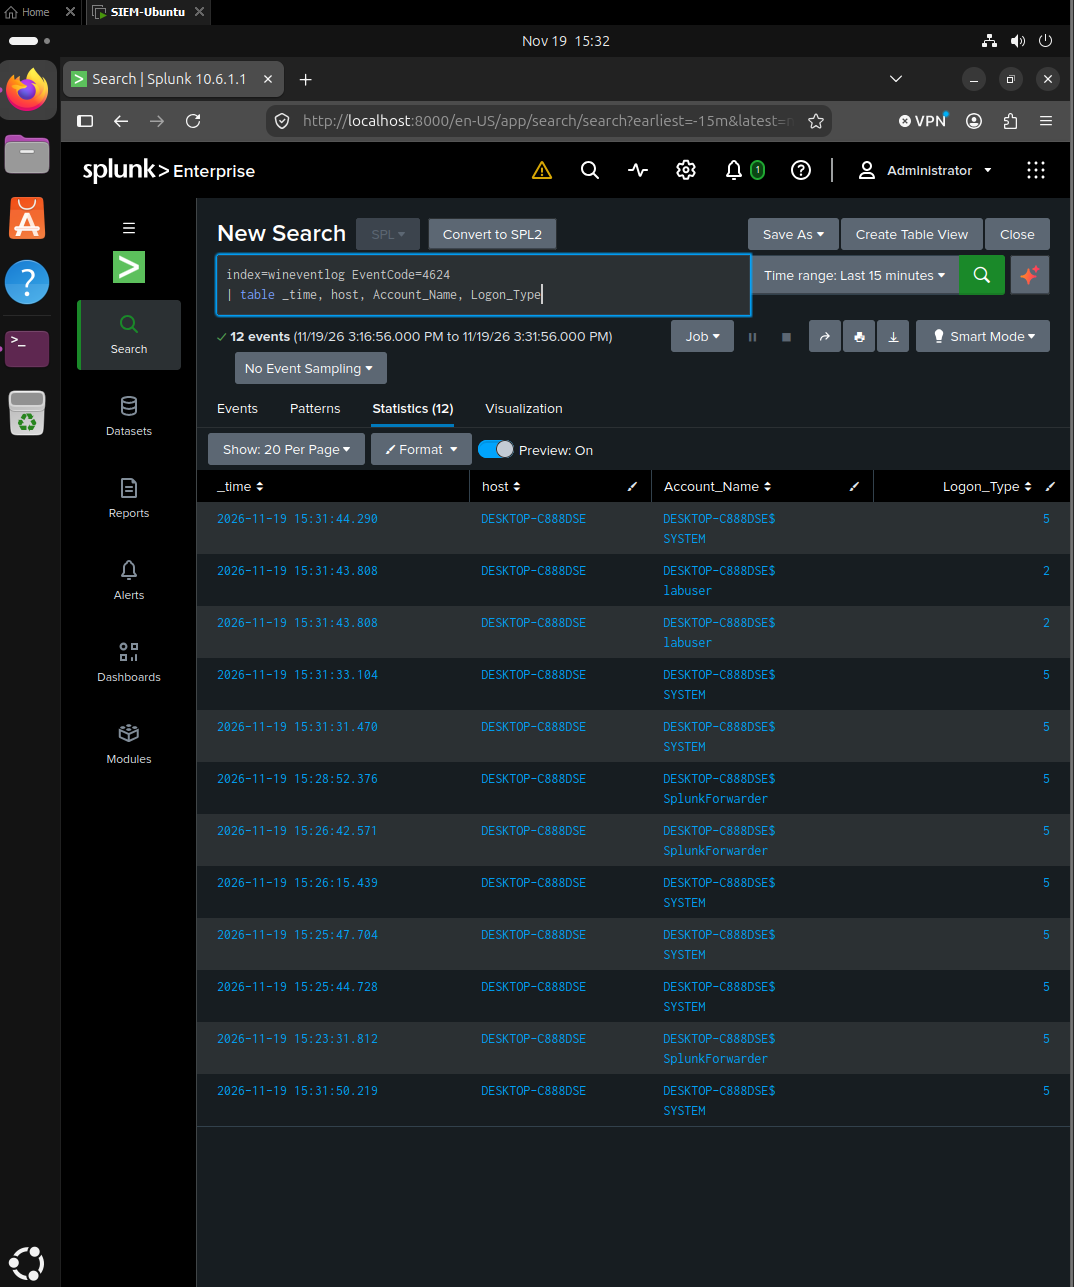 Home
SIEM-Ubuntu
Nov 19 15:32
Search | Splunk 10.6.1.1
http://localhost:8000/en-US/app/search/search?earliest=-15m&latest=
VPN
splunk>Enterprise
1
Administrator
New Search
SPL
Convert to SPL2
Save As
Create Table View
Close
index=wineventlog EventCode=4624
| table _time, host, Account_Name, Logon_Type
Time range: Last 15 minutes
12 events (11/19/26 3:16:56.000 PM to 11/19/26 3:31:56.000 PM)
Job
Smart Mode
No Event Sampling
Search
Datasets
Reports
Alerts
Dashboards
Modules
Events
Patterns
Statistics (12)
Visualization
Show: 20 Per Page
Format
Preview: On
_time host Account_Name Logon_Type
2026-11-19 15:31:44.290 DESKTOP-C888DSE DESKTOP-C888DSE$ 5
SYSTEM
2026-11-19 15:31:43.808 DESKTOP-C888DSE DESKTOP-C888DSE$ 2
labuser
2026-11-19 15:31:43.808 DESKTOP-C888DSE DESKTOP-C888DSE$ 2
labuser
2026-11-19 15:31:33.104 DESKTOP-C888DSE DESKTOP-C888DSE$ 5
SYSTEM
2026-11-19 15:31:31.470 DESKTOP-C888DSE DESKTOP-C888DSE$ 5
SYSTEM
2026-11-19 15:28:52.376 DESKTOP-C888DSE DESKTOP-C888DSE$ 5
SplunkForwarder
2026-11-19 15:26:42.571 DESKTOP-C888DSE DESKTOP-C888DSE$ 5
SplunkForwarder
2026-11-19 15:26:15.439 DESKTOP-C888DSE DESKTOP-C888DSE$ 5
SYSTEM
2026-11-19 15:25:47.704 DESKTOP-C888DSE DESKTOP-C888DSE$ 5
SYSTEM
2026-11-19 15:25:44.728 DESKTOP-C888DSE DESKTOP-C888DSE$ 5
SYSTEM
2026-11-19 15:23:31.812 DESKTOP-C888DSE DESKTOP-C888DSE$ 5
SplunkForwarder
2026-11-19 15:31:50.219 DESKTOP-C888DSE DESKTOP-C888DSE$ 5
SYSTEM